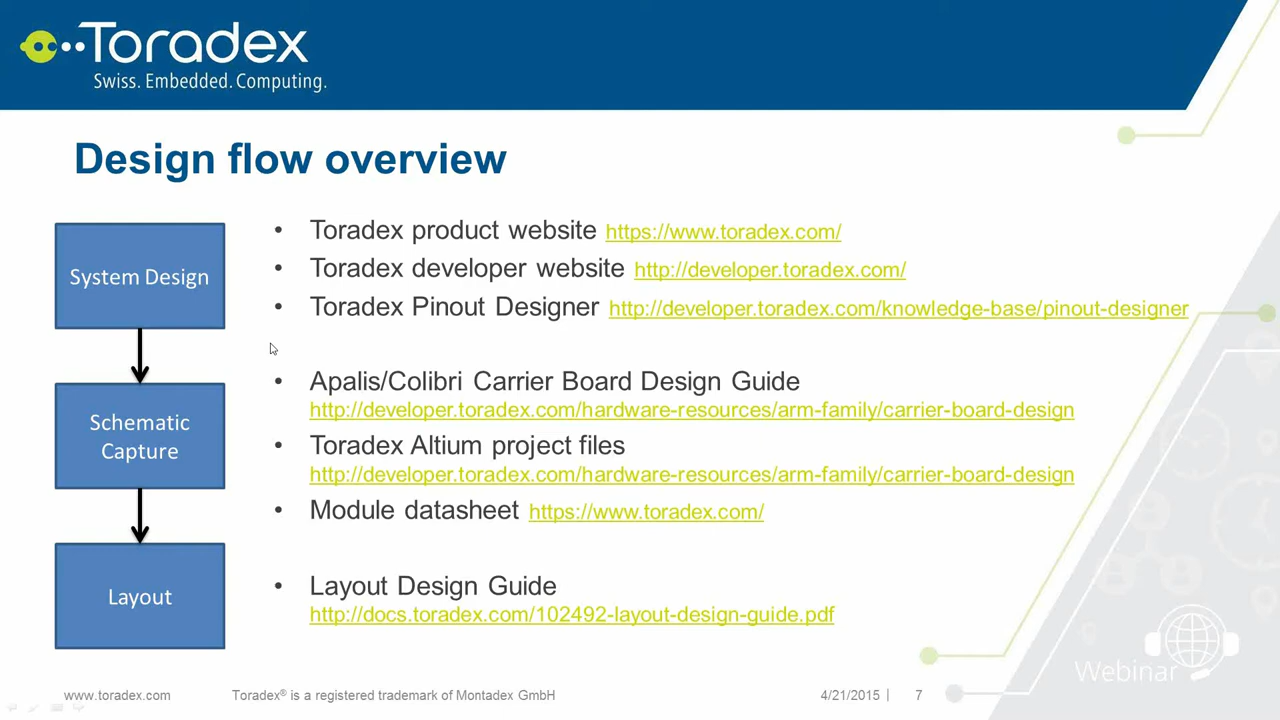 Toradex
Swiss. Embedded. Computing.
Design flow overview
System Design
• Toradex product website https://www.toradex.com/
• Toradex developer website http://developer.toradex.com/
• Toradex Pinout Designer http://developer.toradex.com/knowledge-base/pinout-designer
Schematic
Capture
• Apalis/Colibri Carrier Board Design Guide
http://developer.toradex.com/hardware-resources/arm-family/carrier-board-design
• Toradex Altium project files
http://developer.toradex.com/hardware-resources/arm-family/carrier-board-design
• Module datasheet https://www.toradex.com/
Layout
• Layout Design Guide
http://docs.toradex.com/102492-layout-design-guide.pdf
Webinar
www.toradex.com
Toradex® is a registered trademark of Montadex GmbH
4/21/2015 | 7